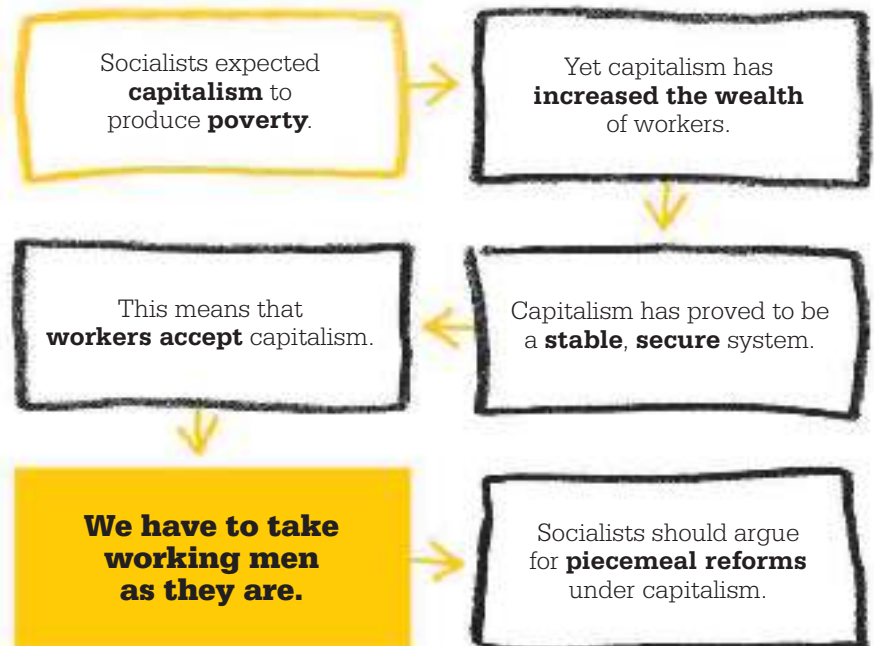 Socialists expected
capitalism to
produce poverty.
Yet capitalism has
increased the wealth
of workers.
Capitalism has proved to be
a stable, secure system.
This means that
workers accept capitalism.
We have to take
working men
as they are.
Socialists should argue
for piecemeal reforms
under capitalism.